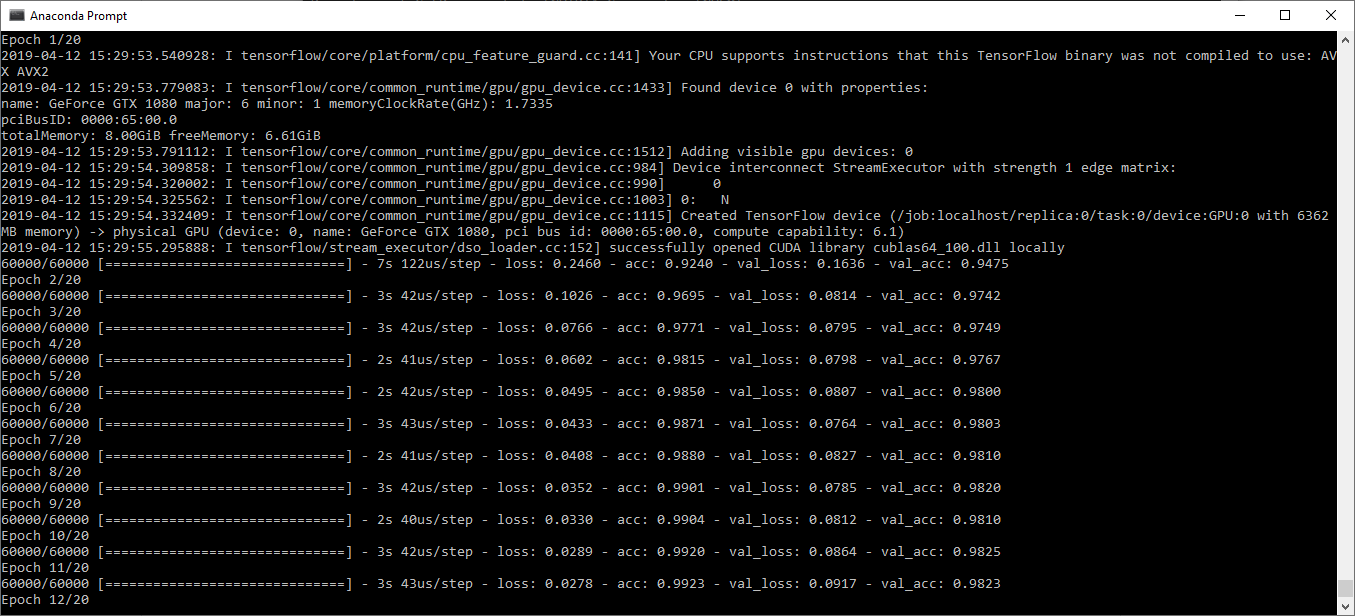 Anaconda Prompt
Epoch 1/20
2019-04-12 15:29:53.540928: I tensorflow/core/platform/cpu_feature_guard.cc:141] Your CPU supports instructions that this TensorFlow binary was not compiled to use: AV
X AVX2
2019-04-12 15:29:53.779083: I tensorflow/core/common_runtime/gpu/gpu_device.cc:1433] Found device 0 with properties:
name: GeForce GTX 1080 major: 6 minor: 1 memoryClockRate(GHz): 1.7335
pciBusID: 0000:65:00.0
totalMemory: 8.00GiB freeMemory: 6.61GiB
2019-04-12 15:29:53.791112: I tensorflow/core/common_runtime/gpu/gpu_device.cc:1512] Adding visible gpu devices: 0
2019-04-12 15:29:54.309858: I tensorflow/core/common_runtime/gpu/gpu_device.cc:984] Device interconnect StreamExecutor with strength 1 edge matrix:
2019-04-12 15:29:54.320002: I tensorflow/core/common_runtime/gpu/gpu_device.cc:990]      0
2019-04-12 15:29:54.325562: I tensorflow/core/common_runtime/gpu/gpu_device.cc:1003] 0:   N
2019-04-12 15:29:54.332409: I tensorflow/core/common_runtime/gpu/gpu_device.cc:1115] Created TensorFlow device (/job:localhost/replica:0/task:0/device:GPU:0 with 6362
MB memory) -> physical GPU (device: 0, name: GeForce GTX 1080, pci bus id: 0000:65:00.0, compute capability: 6.1)
2019-04-12 15:29:55.295888: I tensorflow/stream_executor/dso_loader.cc:152] successfully opened CUDA library cublas64_100.dll locally
60000/60000 [==============================] - 7s 122us/step - loss: 0.2460 - acc: 0.9240 - val_loss: 0.1636 - val_acc: 0.9475
Epoch 2/20
60000/60000 [==============================] - 3s 42us/step - loss: 0.1026 - acc: 0.9695 - val_loss: 0.0814 - val_acc: 0.9742
Epoch 3/20
60000/60000 [==============================] - 3s 42us/step - loss: 0.0766 - acc: 0.9771 - val_loss: 0.0795 - val_acc: 0.9749
Epoch 4/20
60000/60000 [==============================] - 2s 41us/step - loss: 0.0602 - acc: 0.9815 - val_loss: 0.0798 - val_acc: 0.9767
Epoch 5/20
60000/60000 [==============================] - 2s 42us/step - loss: 0.0495 - acc: 0.9850 - val_loss: 0.0807 - val_acc: 0.9800
Epoch 6/20
60000/60000 [==============================] - 3s 43us/step - loss: 0.0433 - acc: 0.9871 - val_loss: 0.0764 - val_acc: 0.9803
Epoch 7/20
60000/60000 [==============================] - 2s 41us/step - loss: 0.0408 - acc: 0.9880 - val_loss: 0.0827 - val_acc: 0.9810
Epoch 8/20
60000/60000 [==============================] - 3s 42us/step - loss: 0.0352 - acc: 0.9901 - val_loss: 0.0785 - val_acc: 0.9820
Epoch 9/20
60000/60000 [==============================] - 2s 40us/step - loss: 0.0330 - acc: 0.9904 - val_loss: 0.0812 - val_acc: 0.9810
Epoch 10/20
60000/60000 [==============================] - 3s 42us/step - loss: 0.0289 - acc: 0.9920 - val_loss: 0.0864 - val_acc: 0.9825
Epoch 11/20
60000/60000 [==============================] - 3s 43us/step - loss: 0.0278 - acc: 0.9923 - val_loss: 0.0917 - val_acc: 0.9823
Epoch 12/20